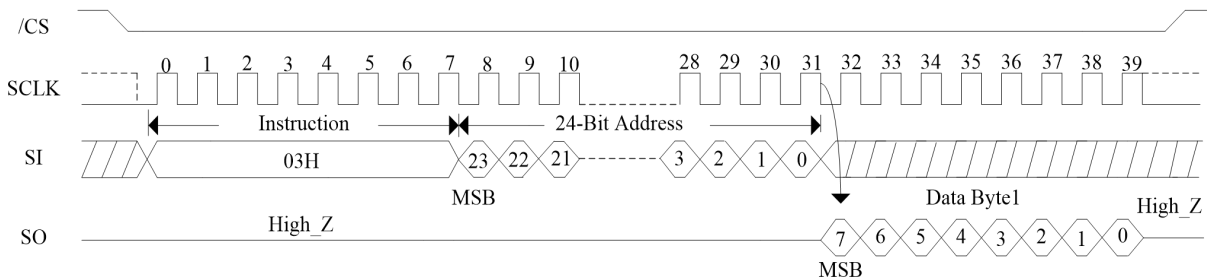 /CS
SCLK 0 1 2 3 4 5 6 7 8 9 10 28 29 30 31 32 33 34 35 36 37 38 39
Instruction 24-Bit Address
SI 03H 23 22 21 3 2 1 0
MSB Data Byte1
High_Z High_Z
SO 7 6 5 4 3 2 1 0
MSB